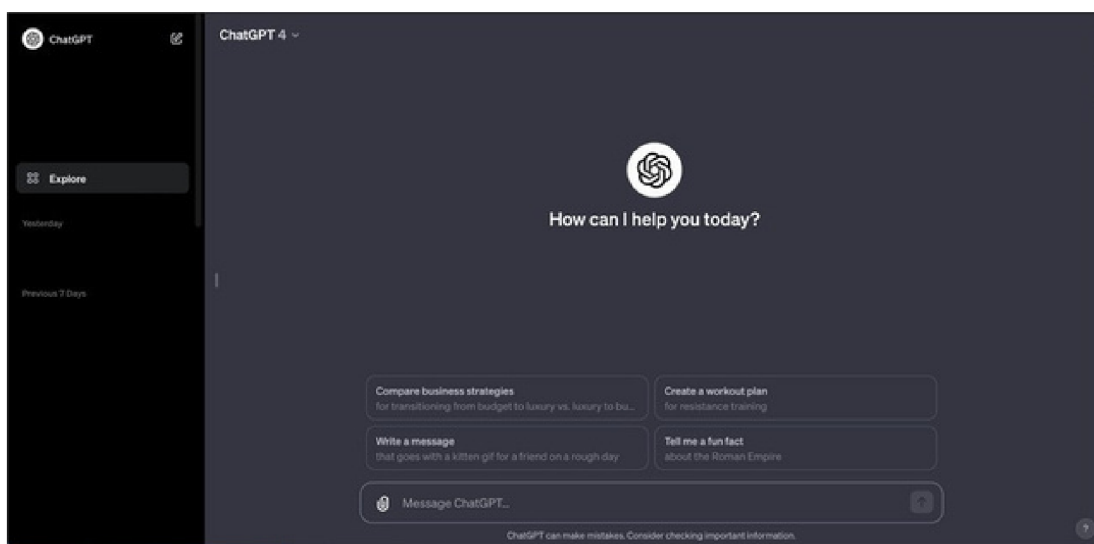 ChatGPT
Explore
Yesterday
Previous 7 Days
ChatGPT 4
How can I help you today?
Compare business strategies
for transitioning from budget to luxury vs. luxury to bu...
Create a workout plan
for resistance training
Write a message
that goes with a kitten gif for a friend on a rough day
Tell me a fun fact
about the Roman Empire
Message ChatGPT...
ChatGPT can make mistakes. Consider checking important information.
?